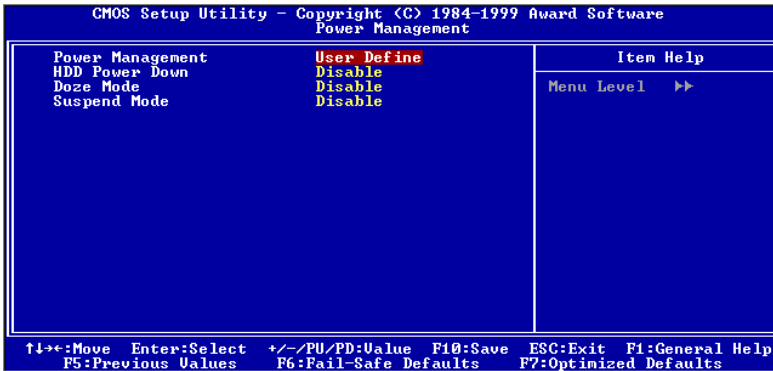 CMOS Setup Utility - Copyright (C) 1984-1999 Award Software
Power Management
Power Management User Define
HDD Power Down Disable
Doze Mode Disable
Suspend Mode Disable
Item Help
Menu Level ▸▸
↑↓→←:Move Enter:Select +/-/PU/PD:Value F10:Save ESC:Exit F1:General Help
F5:Previous Values F6:Fail-Safe Defaults F7:Optimized Defaults